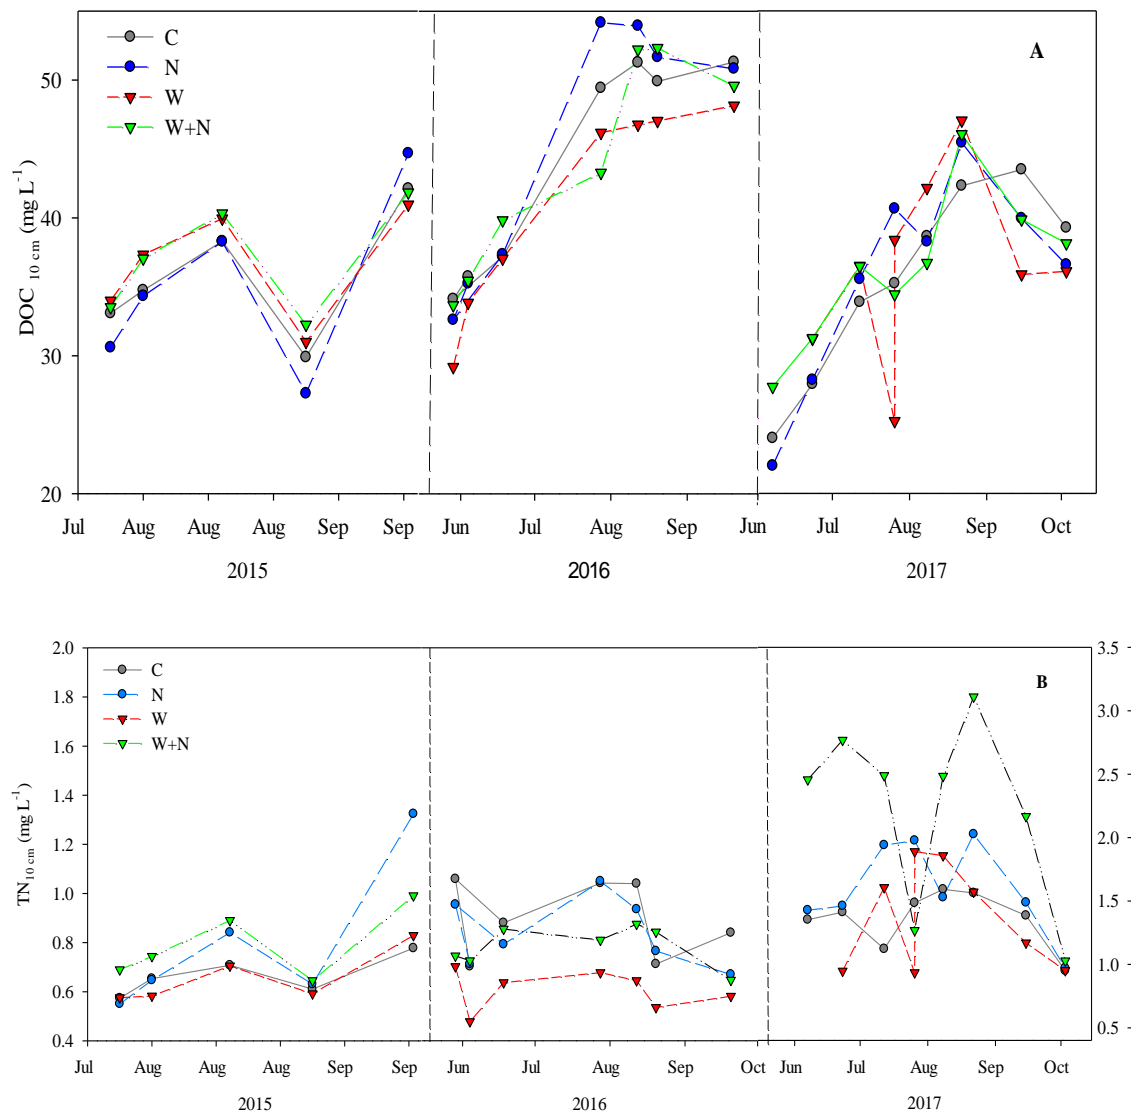 A
C
N
W
W+N
DOC 10 cm (mg L-1)
50
40
30
20
Jul Aug Aug Aug Sep Sep Jun Jul Aug Sep Jun Jul Aug Sep Oct
2015 2016 2017
B
C
N
W
W+N
TN10 cm (mg L-1)
2.0
1.8
1.6
1.4
1.2
1.0
0.8
0.6
0.4
3.5
3.0
2.5
2.0
1.5
1.0
0.5
Jul Aug Aug Aug Sep Sep Jun Jul Aug Sep Oct Jun Jul Aug Sep Oct
2015 2016 2017